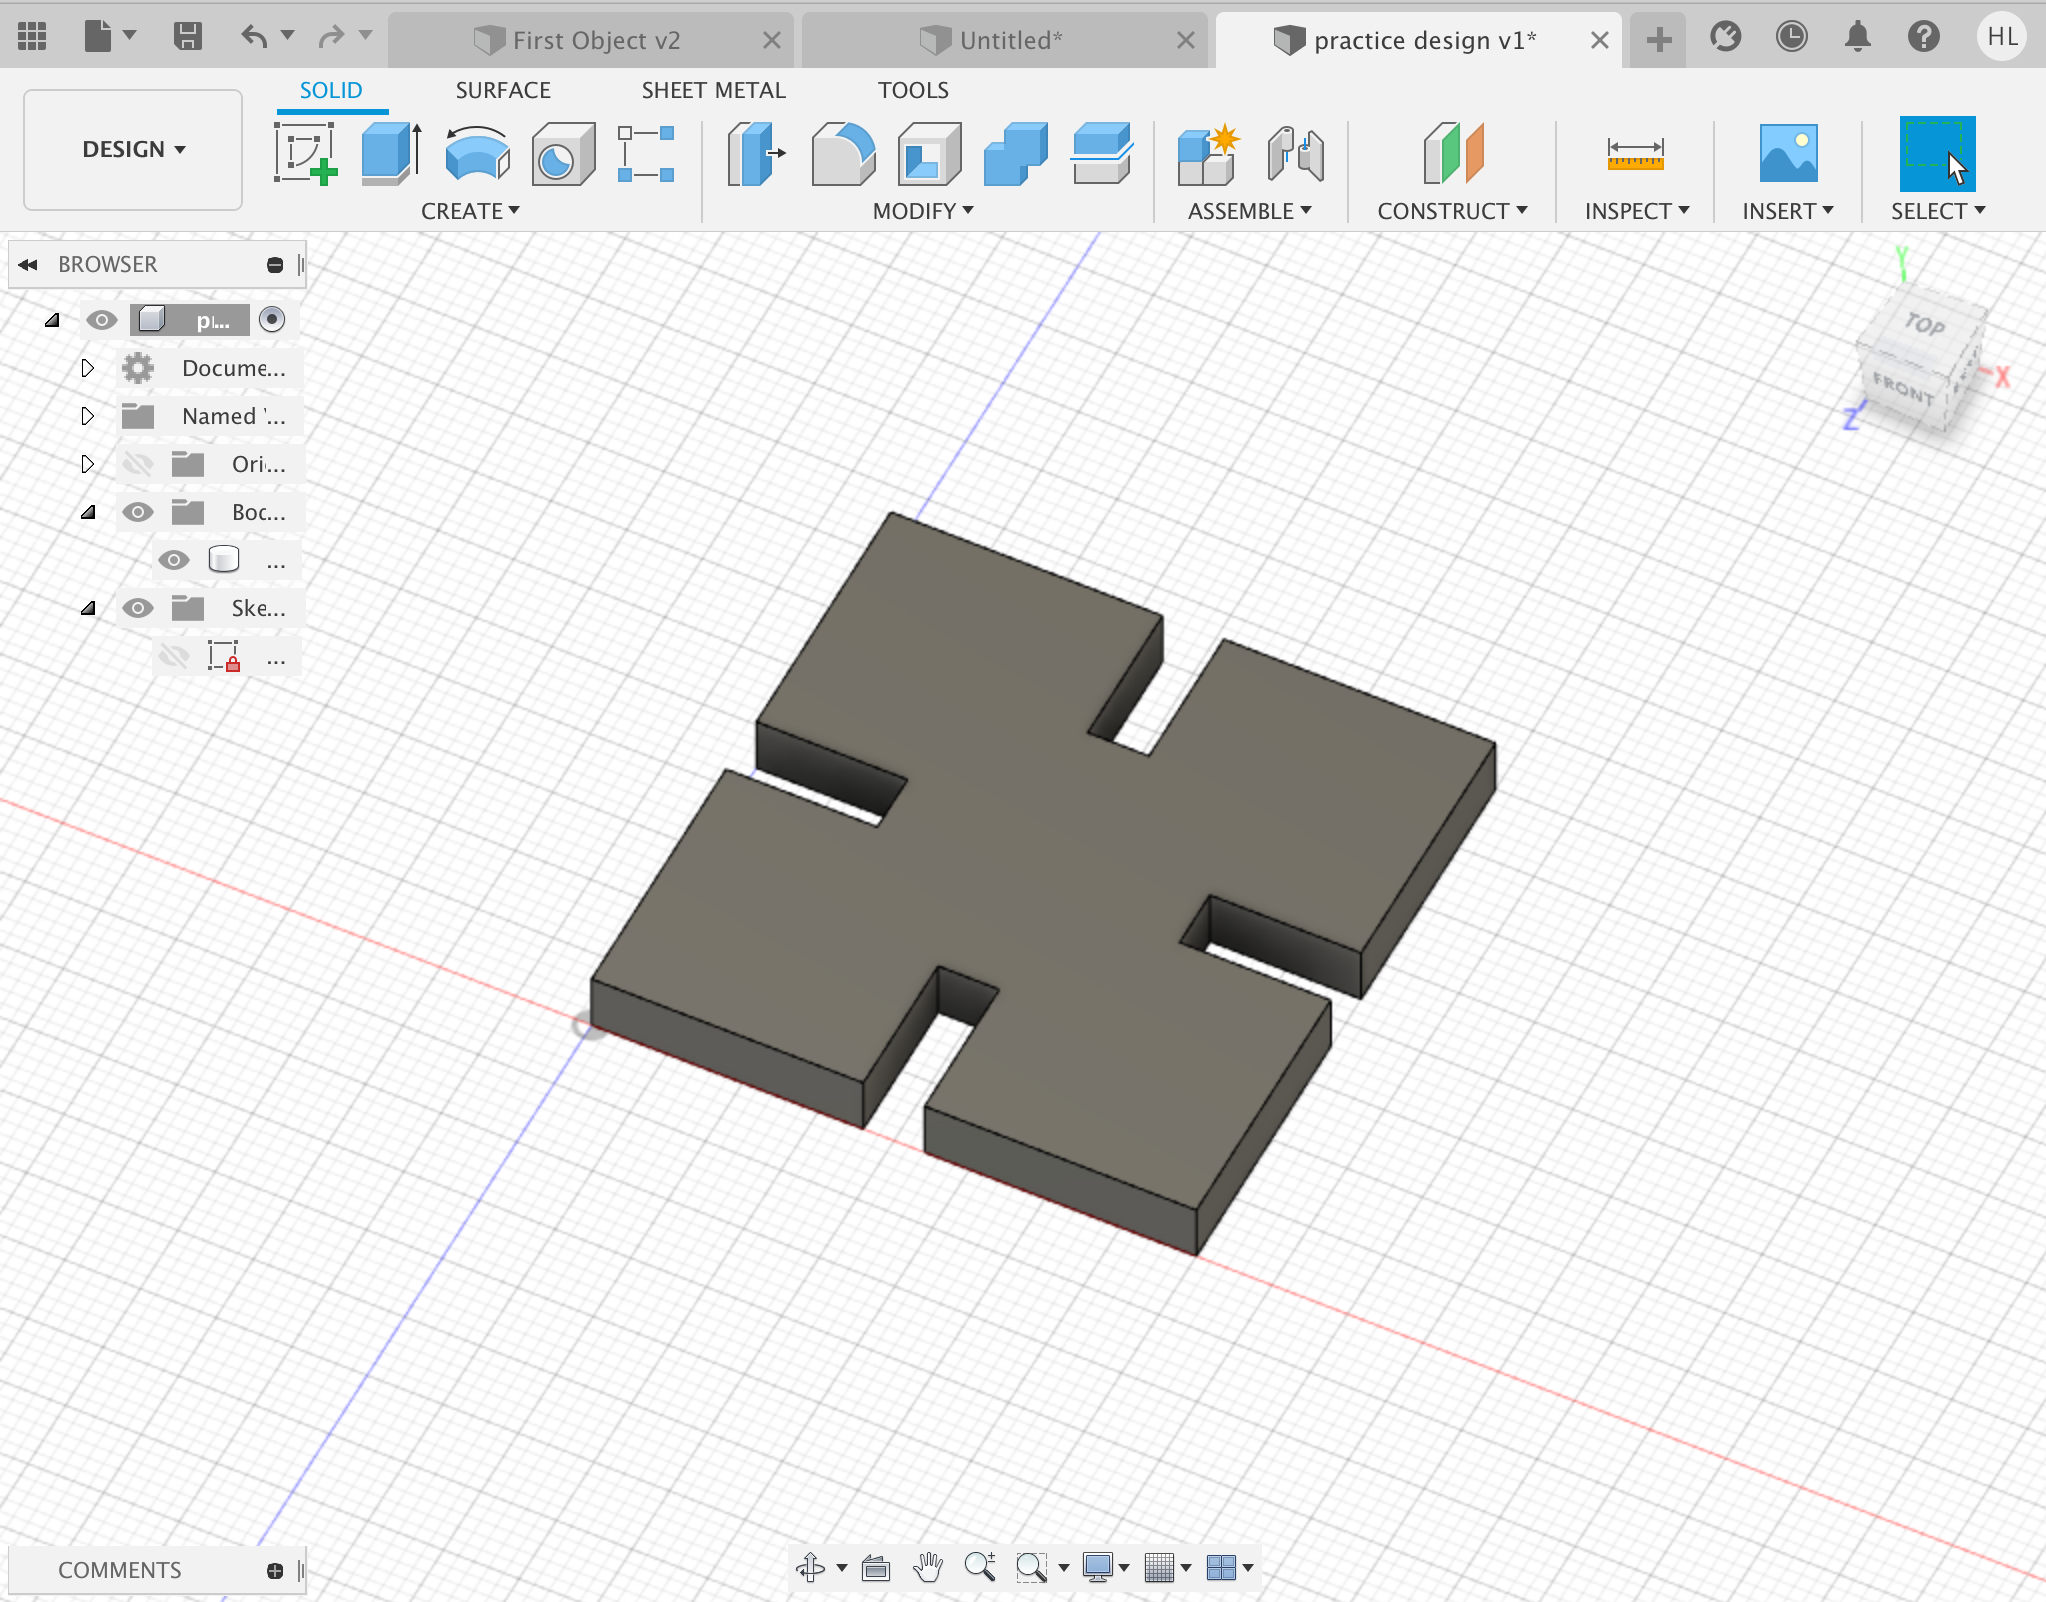 First Object v2
Untitled*
practice design v1*
HL
SOLID
SURFACE
SHEET METAL
TOOLS
DESIGN
CREATE
MODIFY
ASSEMBLE
CONSTRUCT
INSPECT
INSERT
SELECT
BROWSER
Docume...
Named '...
Ori...
Boc...
...
Ske...
...
Y
TOP
FRONT
X
Z
COMMENTS